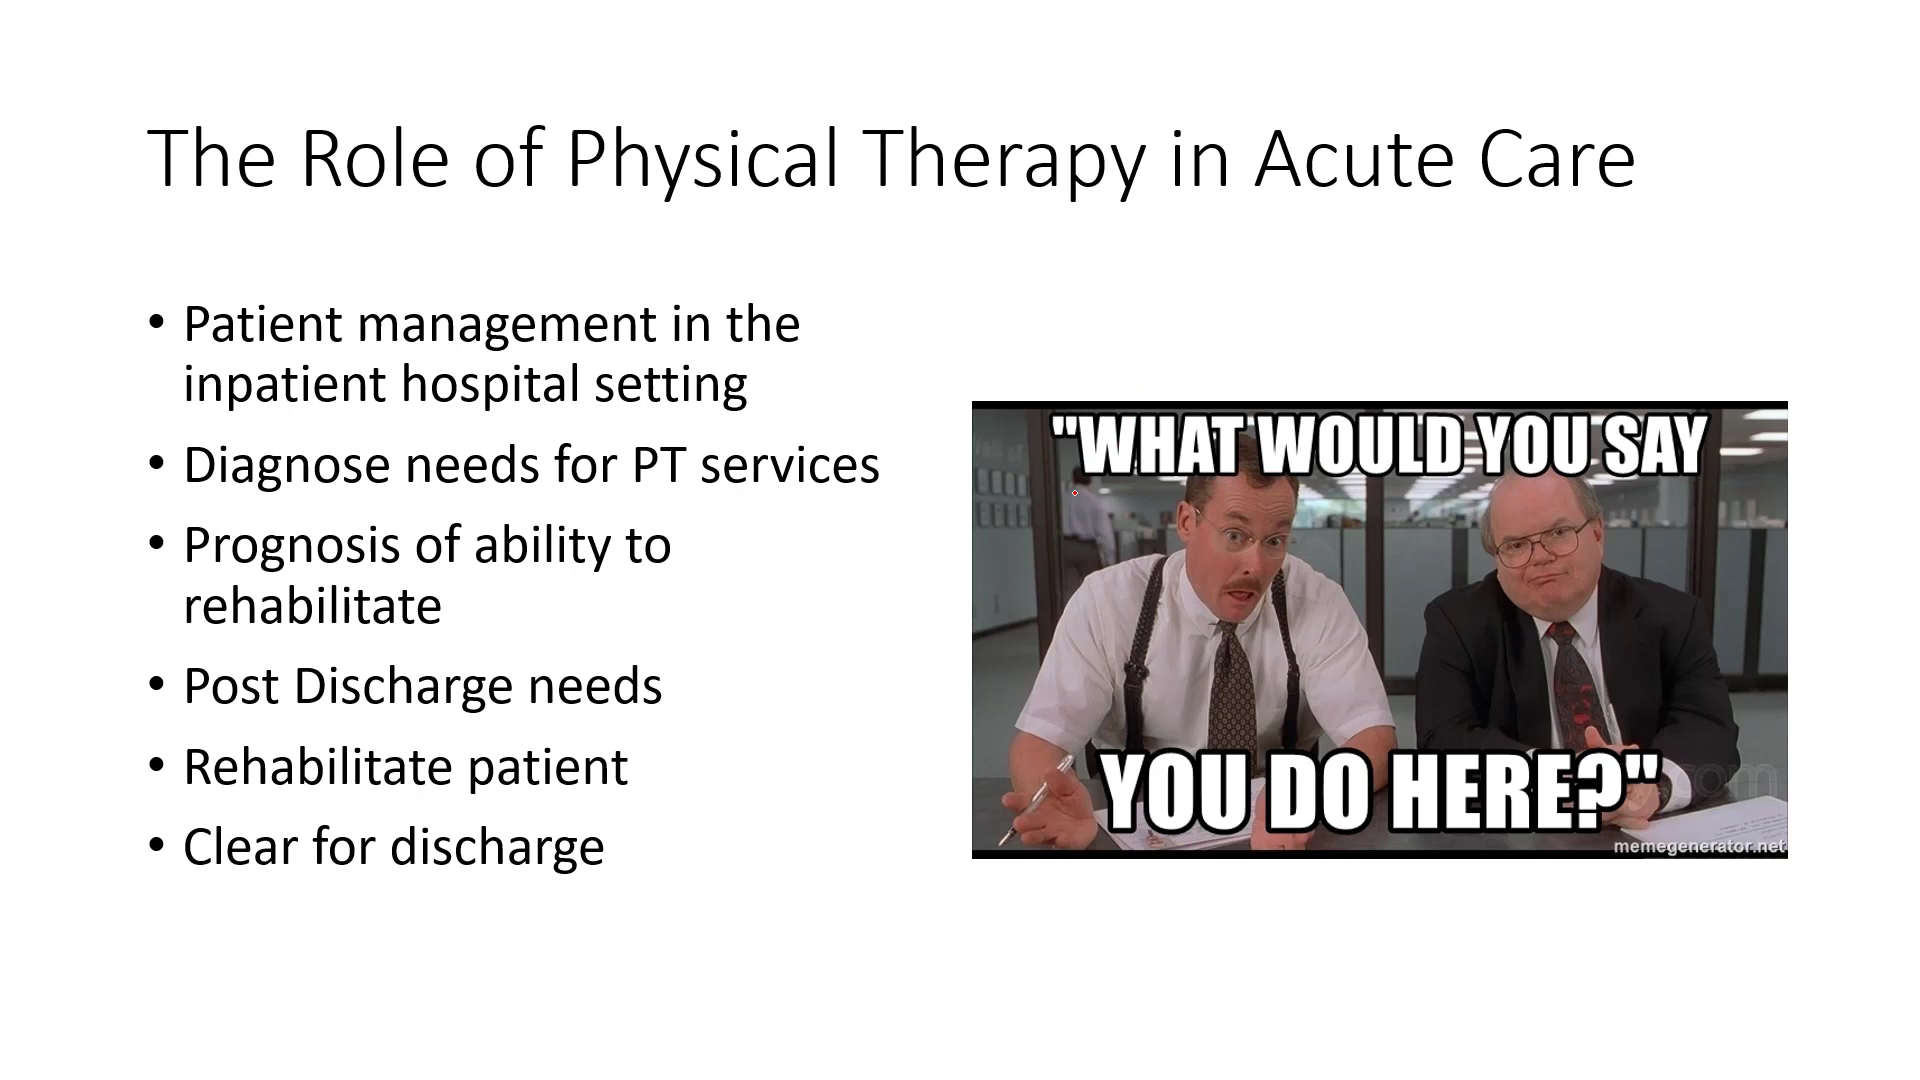 The Role of Physical Therapy in Acute Care
• Patient management in the
inpatient hospital setting
• Diagnose needs for PT services
• Prognosis of ability to
rehabilitate
• Post Discharge needs
• Rehabilitate patient
• Clear for discharge
"WHAT WOULD YOU SAY
YOU DO HERE?"
memegenerator.net